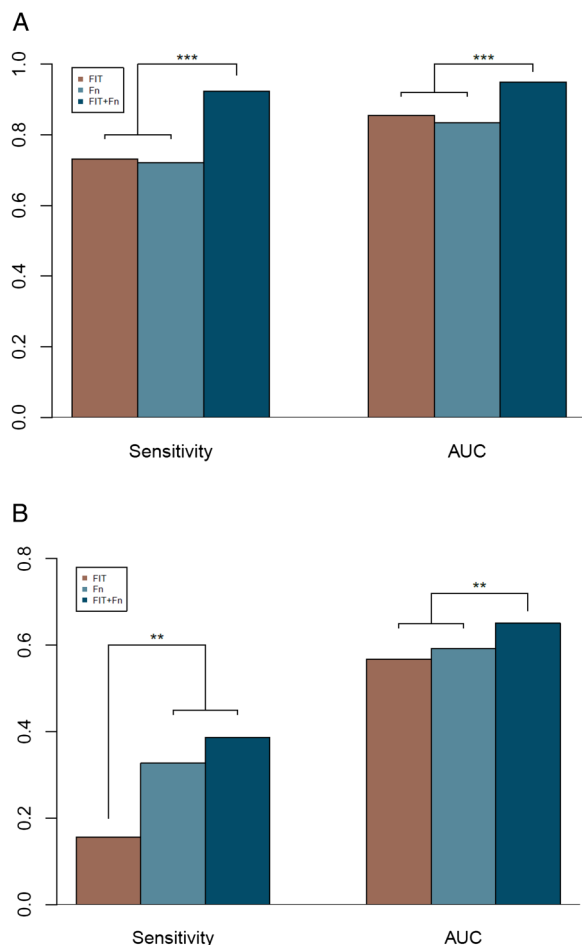 A
1.0
0.8
0.6
0.4
0.2
0.0
FIT
Fn
FIT+Fn
***
***
Sensitivity
AUC
B
0.8
0.6
0.4
0.2
0.0
FIT
Fn
FIT+Fn
**
**
Sensitivity
AUC